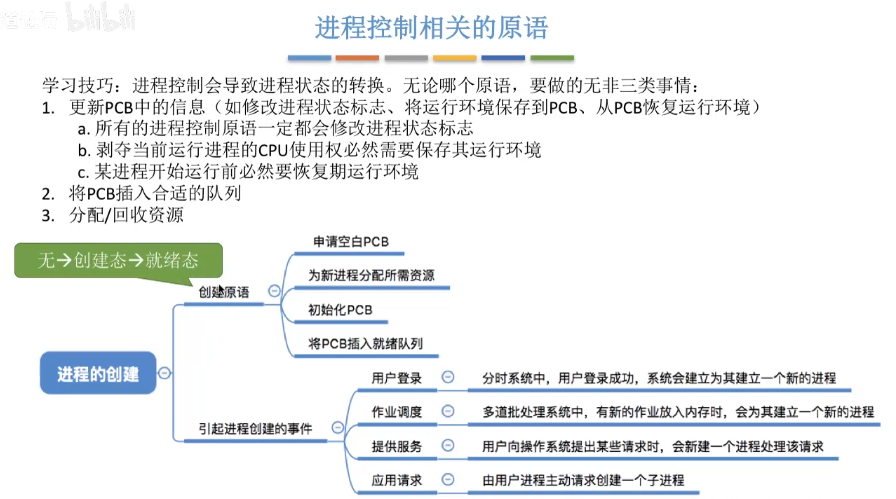 bilibili
进程控制相关的原语
学习技巧：进程控制会导致进程状态的转换。无论哪个原语，要做的无非三类事情：
1. 更新PCB中的信息（如修改进程状态标志、将运行环境保存到PCB、从PCB恢复运行环境）
a. 所有的进程控制原语一定都会修改进程状态标志
b. 剥夺当前运行进程的CPU使用权必然需要保存其运行环境
c. 某进程开始运行前必然要恢复期运行环境
2. 将PCB插入合适的队列
3. 分配/回收资源
无→创建态→就绪态
申请空白PCB
为新进程分配所需资源
创建原语
初始化PCB
将PCB插入就绪队列
进程的创建
用户登录 分时系统中，用户登录成功，系统会建立为其建立一个新的进程
作业调度 多道批处理系统中，有新的作业放入内存时，会为其建立一个新的进程
引起进程创建的事件
提供服务 用户向操作系统提出某些请求时，会新建一个进程处理该请求
应用请求 由用户进程主动请求创建一个子进程